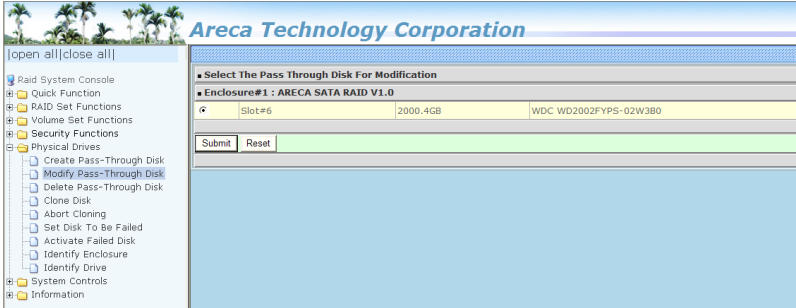 Areca Technology Corporation
|open all|close all|
Raid System Console
Quick Function
RAID Set Functions
Volume Set Functions
Security Functions
Physical Drives
Create Pass-Through Disk
Modify Pass-Through Disk
Delete Pass-Through Disk
Clone Disk
Abort Cloning
Set Disk To Be Failed
Activate Failed Disk
Identify Enclosure
Identify Drive
System Controls
Information
Select The Pass Through Disk For Modification
Enclosure#1 : ARECA SATA RAID V1.0
Slot#6 2000.4GB WDC WD2002FYPS-02W3B0
Submit Reset